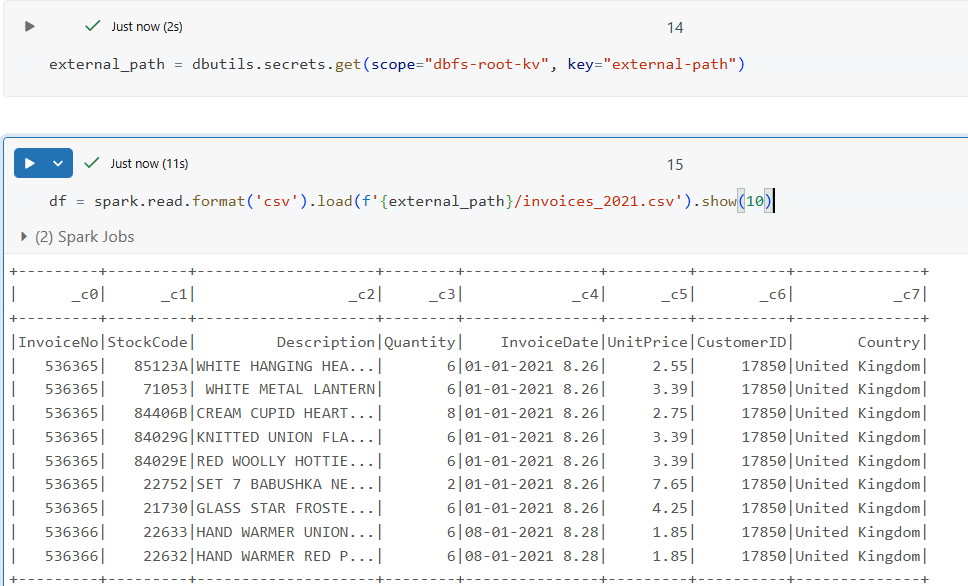 Just now (2s) 14
external_path = dbutils.secrets.get(scope="dbfs-root-kv", key="external-path")
Just now (11s) 15
df = spark.read.format('csv').load(f'{external_path}/invoices_2021.csv').show(10)
(2) Spark Jobs
+---------+---------+--------------------+--------+---------------+---------+----------+--------------+
|      _c0|      _c1|                 _c2|     _c3|            _c4|      _c5|       _c6|           _c7|
+---------+---------+--------------------+--------+---------------+---------+----------+--------------+
|InvoiceNo|StockCode|         Description|Quantity|    InvoiceDate|UnitPrice|CustomerID|       Country|
|   536365|   85123A|WHITE HANGING HEA...|       6|01-01-2021 8.26|     2.55|     17850|United Kingdom|
|   536365|    71053| WHITE METAL LANTERN|       6|01-01-2021 8.26|     3.39|     17850|United Kingdom|
|   536365|   84406B|CREAM CUPID HEART...|       8|01-01-2021 8.26|     2.75|     17850|United Kingdom|
|   536365|   84029G|KNITTED UNION FLA...|       6|01-01-2021 8.26|     3.39|     17850|United Kingdom|
|   536365|   84029E|RED WOOLLY HOTTIE...|       6|01-01-2021 8.26|     3.39|     17850|United Kingdom|
|   536365|    22752|SET 7 BABUSHKA NE...|       2|01-01-2021 8.26|     7.65|     17850|United Kingdom|
|   536365|    21730|GLASS STAR FROSTE...|       6|01-01-2021 8.26|     4.25|     17850|United Kingdom|
|   536366|    22633|HAND WARMER UNION...|       6|08-01-2021 8.28|     1.85|     17850|United Kingdom|
|   536366|    22632|HAND WARMER RED P...|       6|08-01-2021 8.28|     1.85|     17850|United Kingdom|
+---------+---------+--------------------+--------+---------------+---------+----------+--------------+